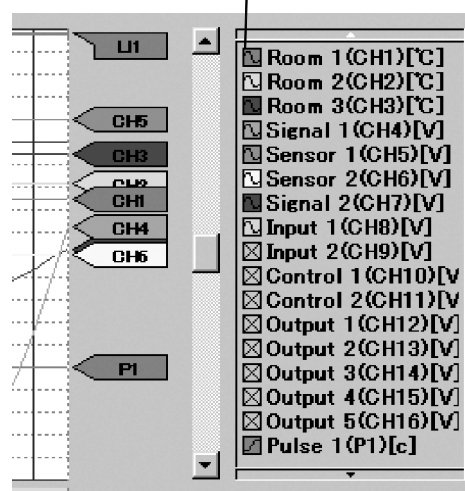 LI1
CH5
CH3
CH2
CH1
CH4
CH6
P1
Room 1(CH1)[℃]
Room 2(CH2)[℃]
Room 3(CH3)[℃]
Signal 1(CH4)[V]
Sensor 1(CH5)[V]
Sensor 2(CH6)[V]
Signal 2(CH7)[V]
Input 1(CH8)[V]
Input 2(CH9)[V]
Control 1(CH10)[V
Control 2(CH11)[V
Output 1(CH12)[V]
Output 2(CH13)[V]
Output 3(CH14)[V]
Output 4(CH15)[V]
Output 5(CH16)[V]
Pulse 1(P1)[c]